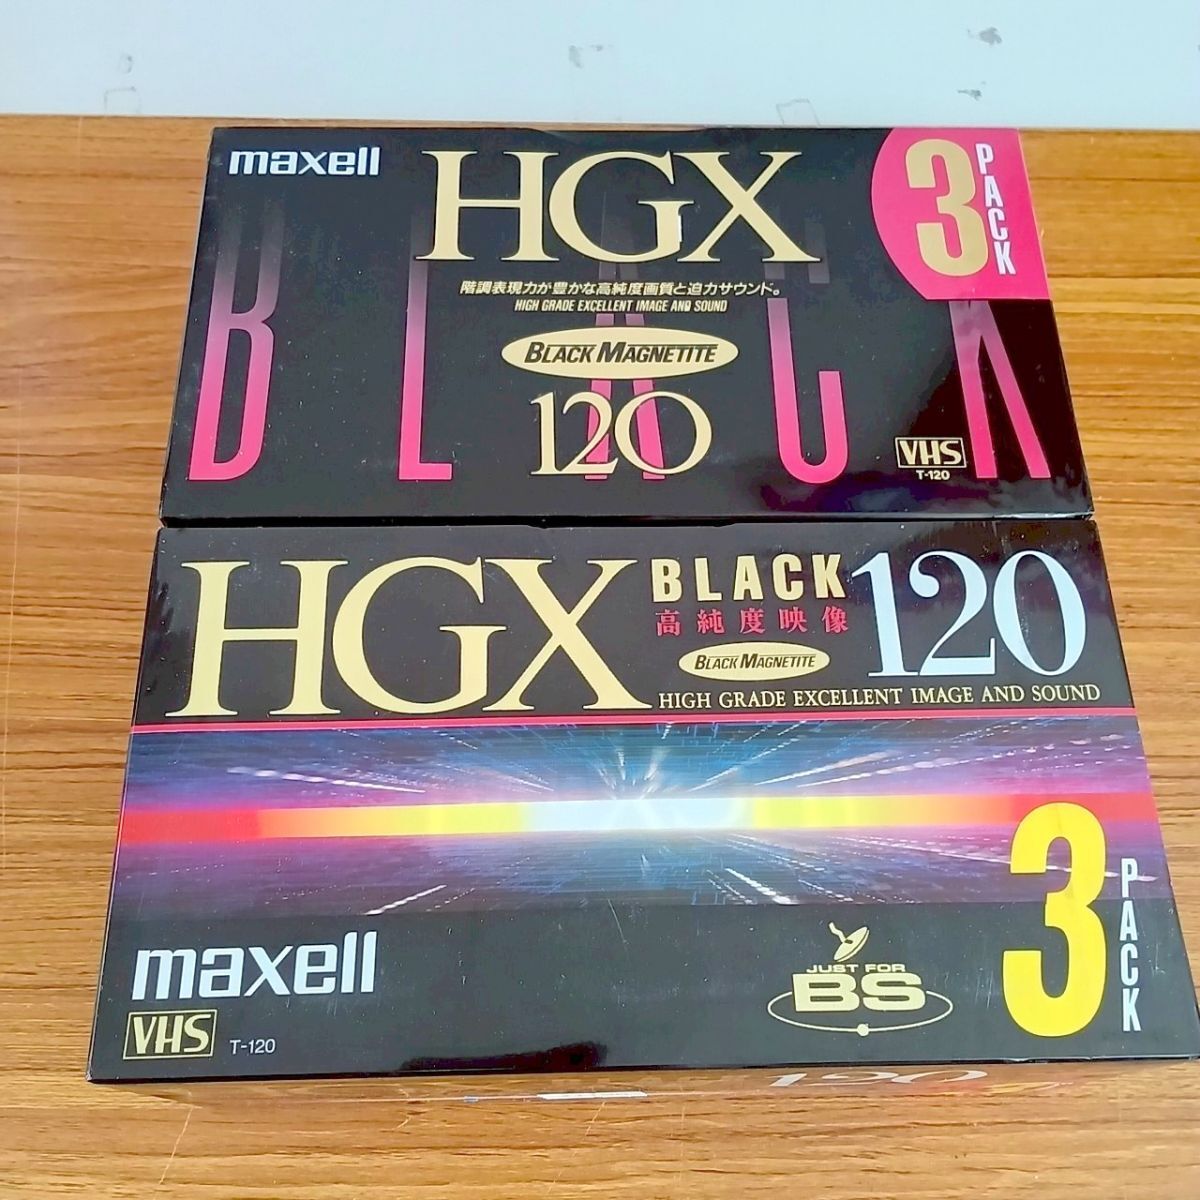 maxell
HGX
3 PACK
BLACK
階調表現力が豊かな高純度画質と迫力サウンド。
HIGH GRADE EXCELLENT IMAGE AND SOUND
BLACK MAGNETITE
120
VHS
T-120
HGX
BLACK
120
高純度映像
BLACK MAGNETITE
HIGH GRADE EXCELLENT IMAGE AND SOUND
3 PACK
maxell
JUST FOR
BS
VHS
T-120
120